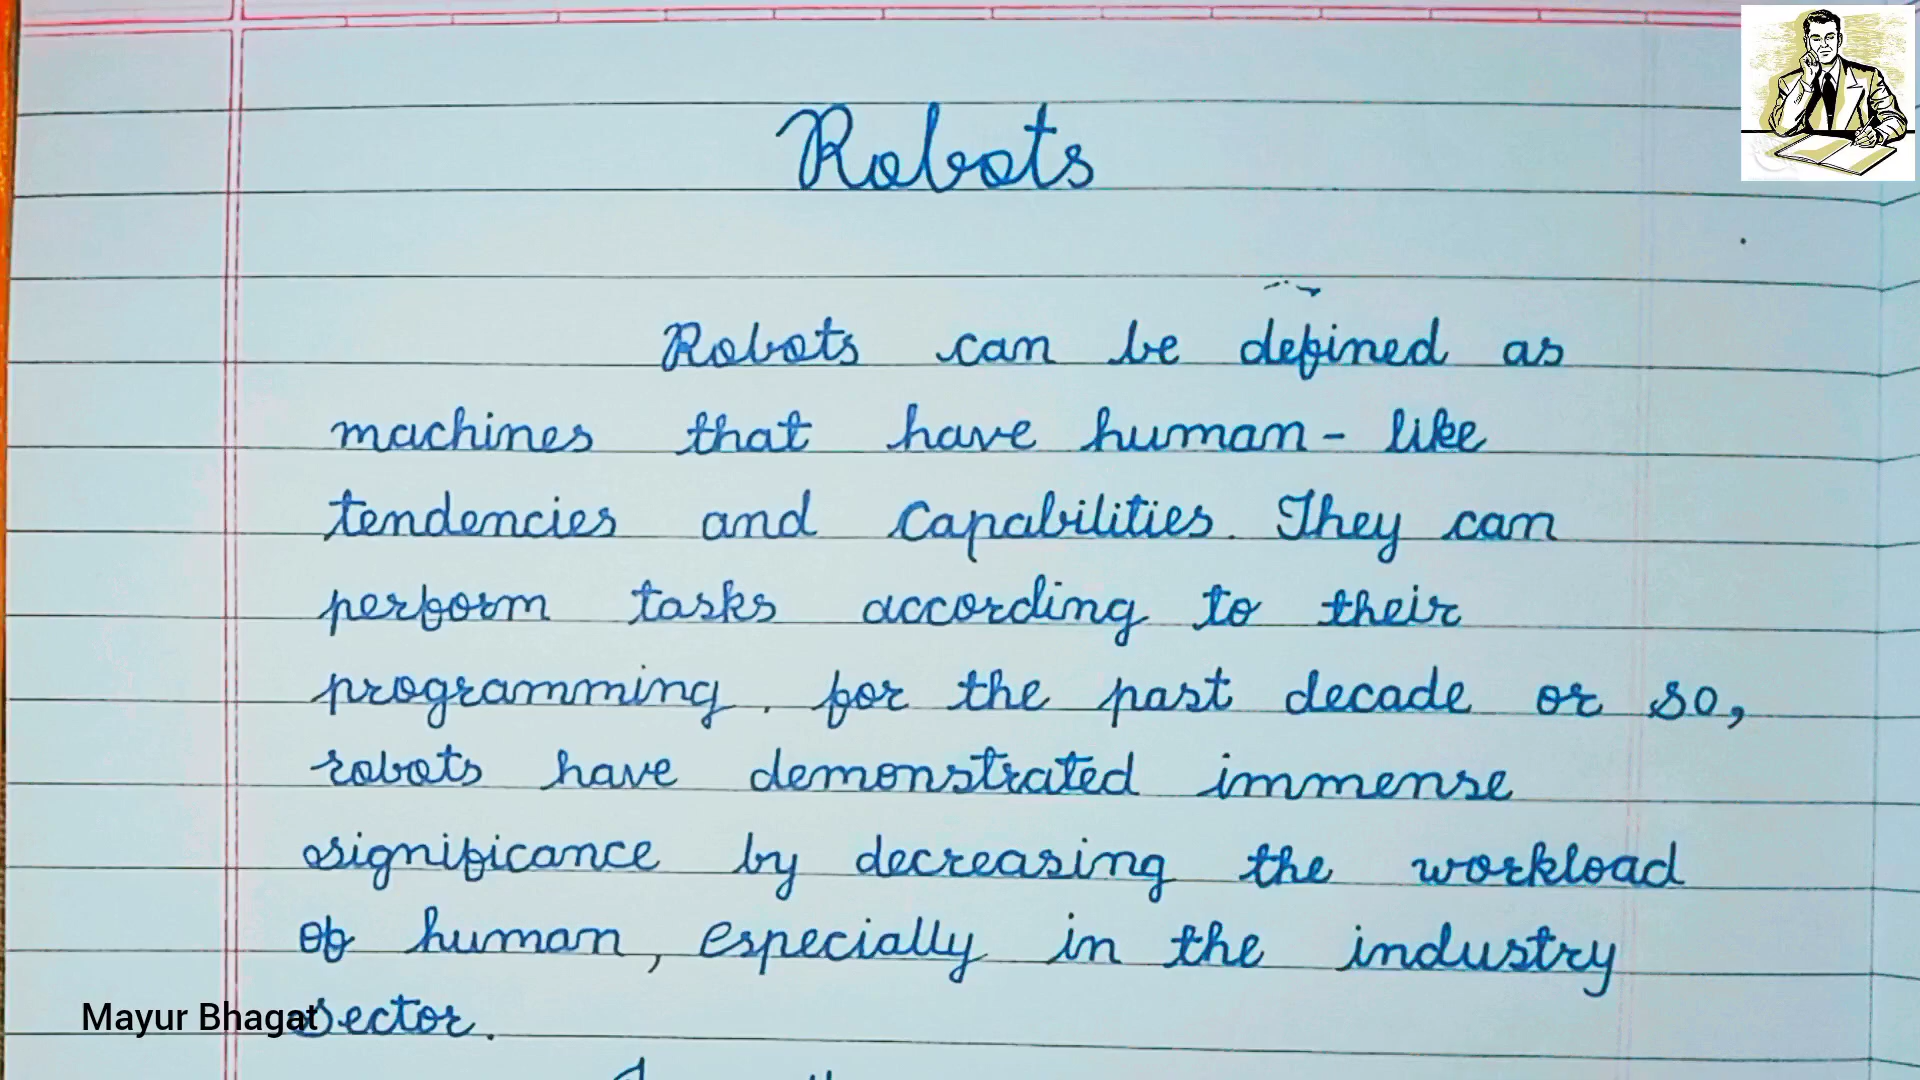 Robots
Robots can be defined as
machines that have human-like
tendencies and capabilities. They can
perform tasks according to their
programming. for the past decade or so,
robots have demonstrated immense
significance by decreasing the workload
of human, especially in the industry
sector.
Mayur Bhagat